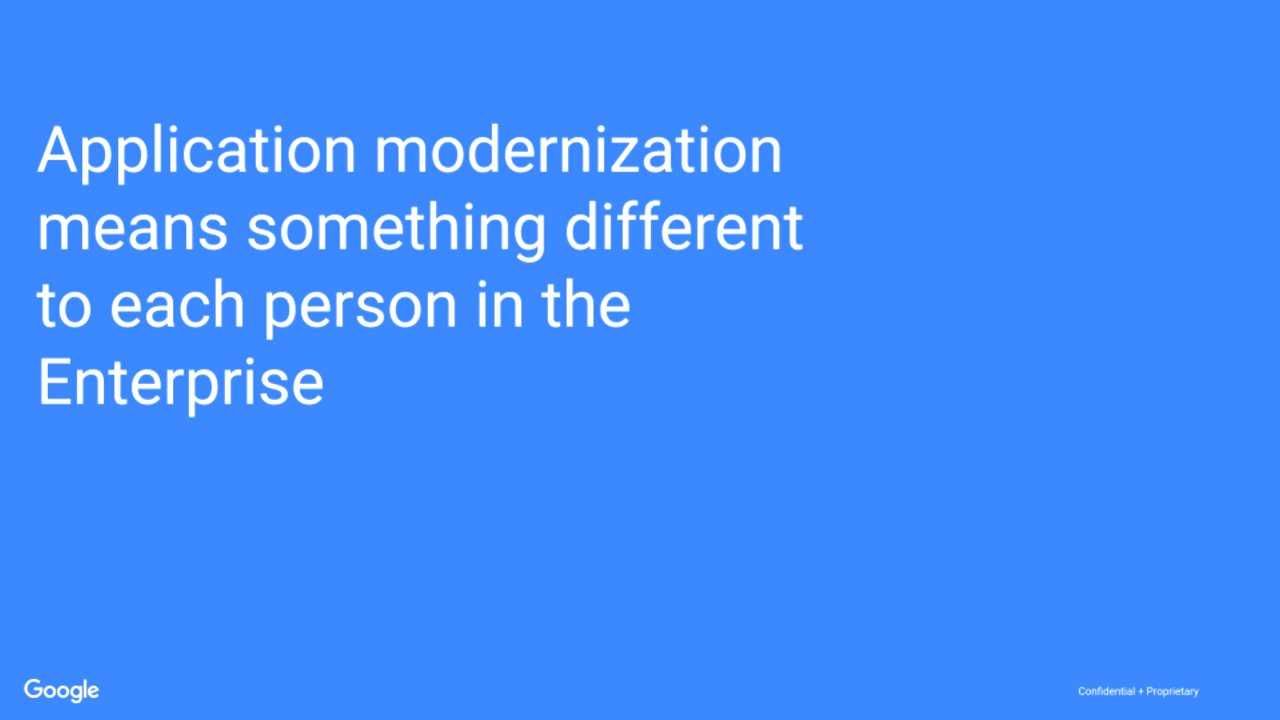 Application modernization
means something different
to each person in the
Enterprise
Google
Confidential + Proprietary